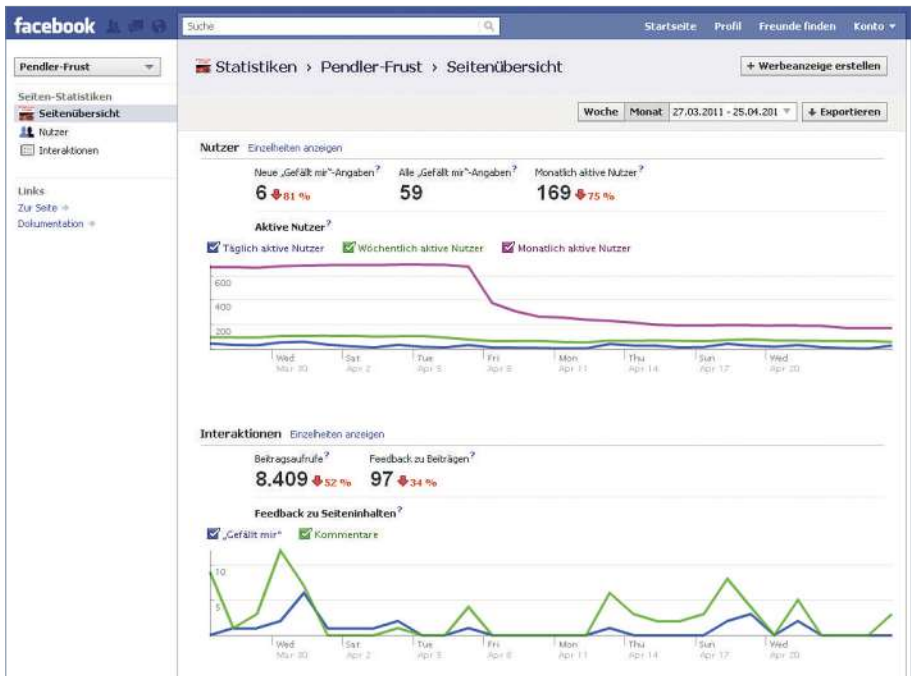 facebook
Suche
Startseite Profil Freunde finden Konto
Pendler-Frust
Statistiken › Pendler-Frust › Seitenübersicht
+ Werbeanzeige erstellen
Seiten-Statistiken
Seitenübersicht
Nutzer
Interaktionen
Links
Zur Seite
Dokumentation
Woche Monat 27.03.2011 - 25.04.201
Exportieren
Nutzer Einzelheiten anzeigen
Neue „Gefällt mir"-Angaben? Alle „Gefällt mir"-Angaben? Monatlich aktive Nutzer?
6 81 % 59 169 75 %
Aktive Nutzer?
Täglich aktive Nutzer Wöchentlich aktive Nutzer Monatlich aktive Nutzer
600
400
200
Wed Sat Tue Fri Mon Thu Sun Wed
Mar 30 Apr 2 Apr 5 Apr 8 Apr 11 Apr 14 Apr 17 Apr 20
Interaktionen Einzelheiten anzeigen
Beitragsaufrufe? Feedback zu Beiträgen?
8.409 52 % 97 34 %
Feedback zu Seiteninhalten?
„Gefällt mir" Kommentare
10
5
Wed Sat Tue Fri Mon Thu Sun Wed
Mar 30 Apr 2 Apr 5 Apr 8 Apr 11 Apr 14 Apr 17 Apr 20